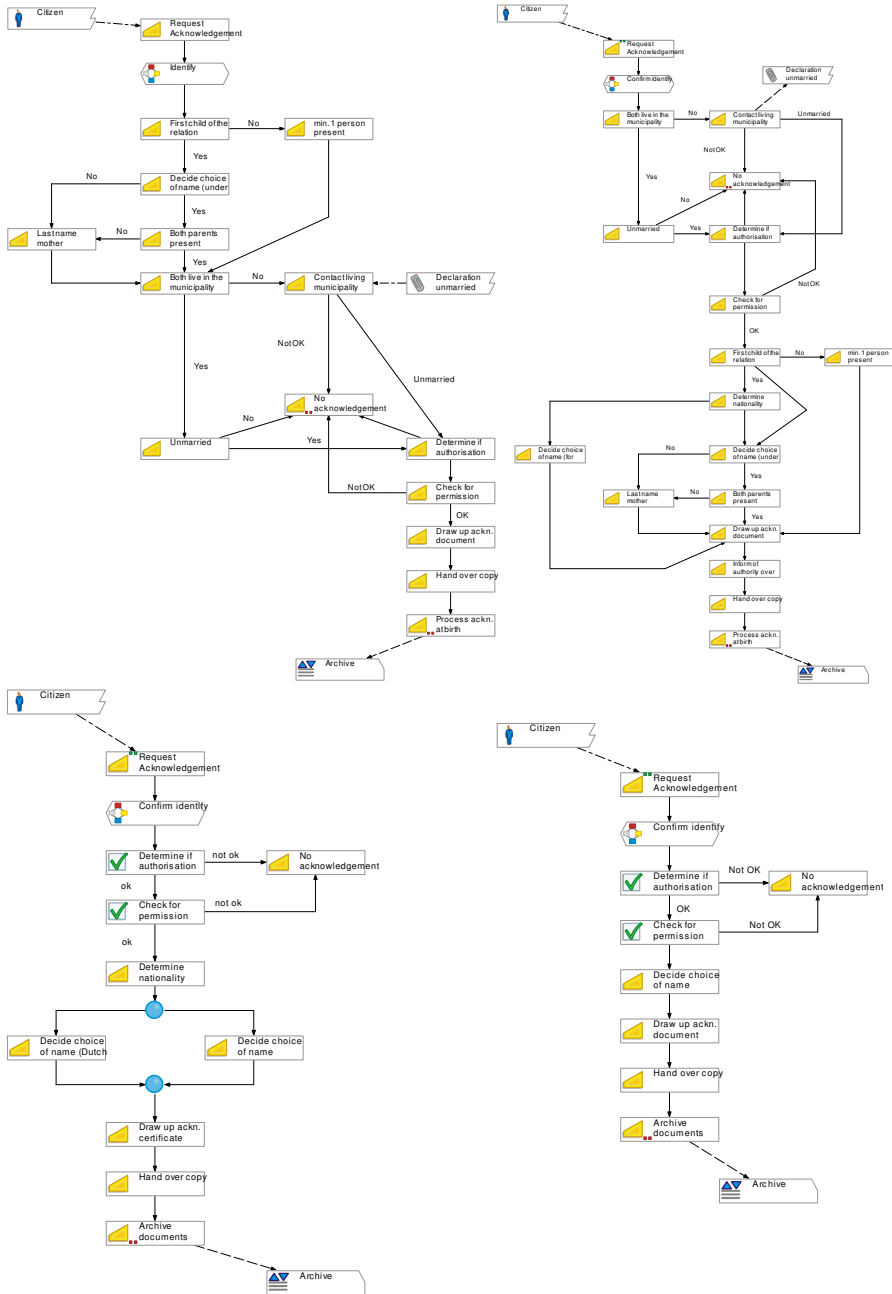 Citizen
Request
Acknowledgement
Identify
First child of the
relation
No
min. 1 person
present
Yes
Decide choice
of name (under
No
Yes
Last name
mother
No
Both parents
present
Yes
Both live in the
municipality
No
Contact living
municipality
Declaration
unmarried
Not OK
Yes
Unmarried
No
acknowledgement
No
Unmarried
Yes
Determine if
authorisation
Not OK
Check for
permission
OK
Draw up ackn.
document
Hand over copy
Process ackn.
at birth
Archive
Citizen
Request
Acknowledgement
Confirm identify
Declaration
unmarried
Both live in the
municipality
No
Contact living
municipality
Unmarried
Not OK
Yes
No
acknowledgement
No
Unmarried
Yes
Determine if
authorisation
Not OK
Check for
permission
OK
First child of the
relation
No
min. 1 person
present
Yes
Determine
nationality
Decide choice
of name (for
No
Decide choice
of name (under
Yes
Last name
mother
No
Both parents
present
Yes
Draw up ackn.
document
Inform of
authority over
Hand over copy
Process ackn.
at birth
Archive
Citizen
Request
Acknowledgement
Confirm identify
Determine if
authorisation
not ok
No
acknowledgement
ok
Check for
permission
not ok
ok
Determine
nationality
Decide choice
of name (Dutch
Decide choice
of name
Draw up ackn.
certificate
Hand over copy
Archive
documents
Archive
Citizen
Request
Acknowledgement
Confirm identify
Determine if
authorisation
Not OK
No
acknowledgement
OK
Check for
permission
Not OK
Decide choice
of name
Draw up ackn.
document
Hand over copy
Archive
documents
Archive